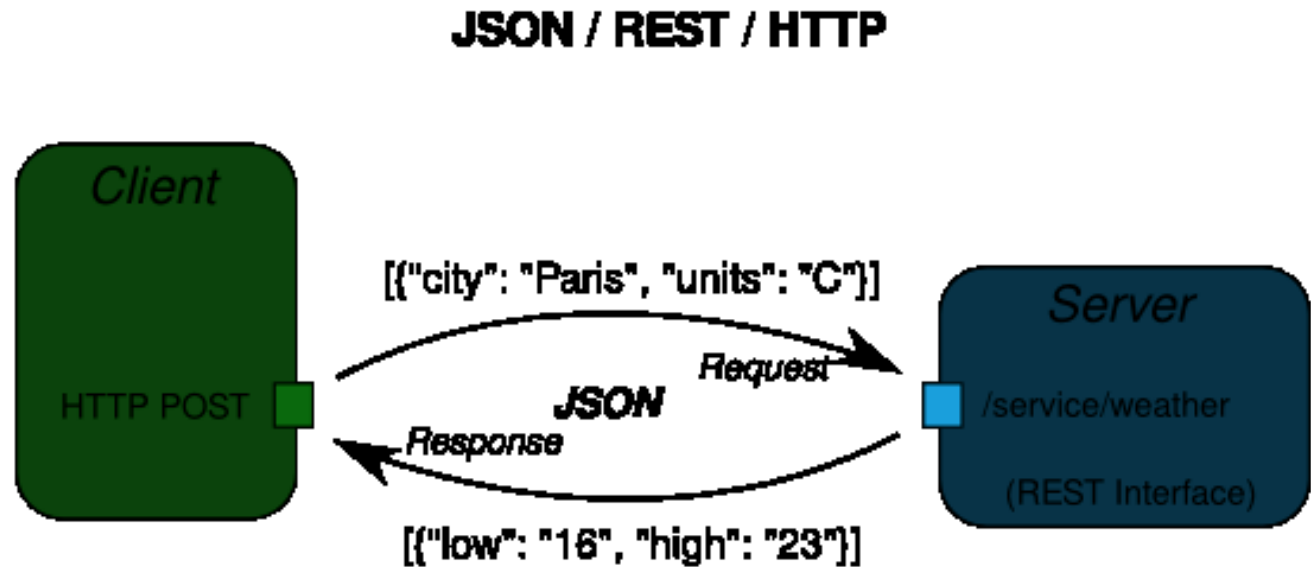 JSON / REST / HTTP
Client
[{"city": "Paris", "units": "C"}]
Server
Request
HTTP POST
JSON
/service/weather
Response
(REST Interface)
[{"low": "16", "high": "23"}]